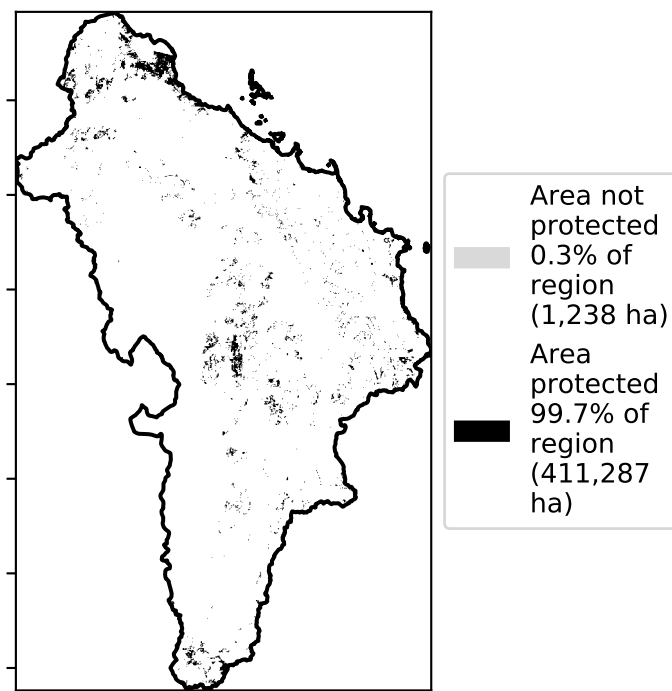 Area not
protected
0.3% of
region
(1,238 ha)
Area
protected
99.7% of
region
(411,287
ha)